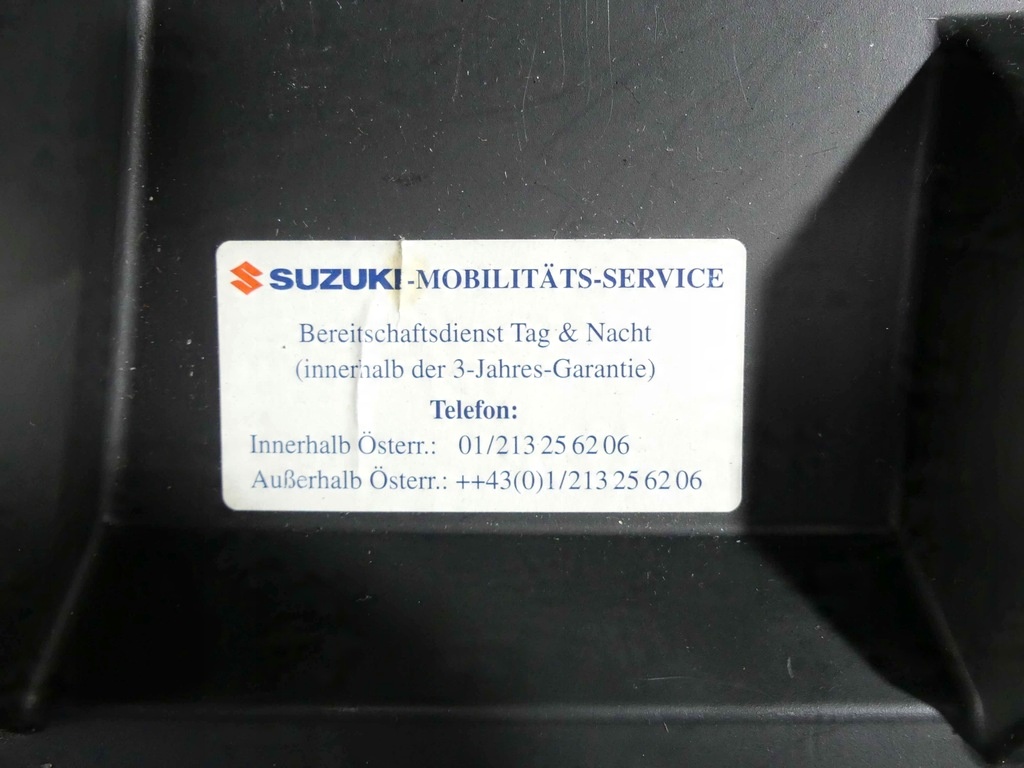 SUZUKI-MOBILITÄTS-SERVICE
Bereitschaftsdienst Tag & Nacht
(innerhalb der 3-Jahres-Garantie)
Telefon:
Innerhalb Österr.: 01/213 25 62 06
Außerhalb Österr.: ++43(0)1/213 25 62 06